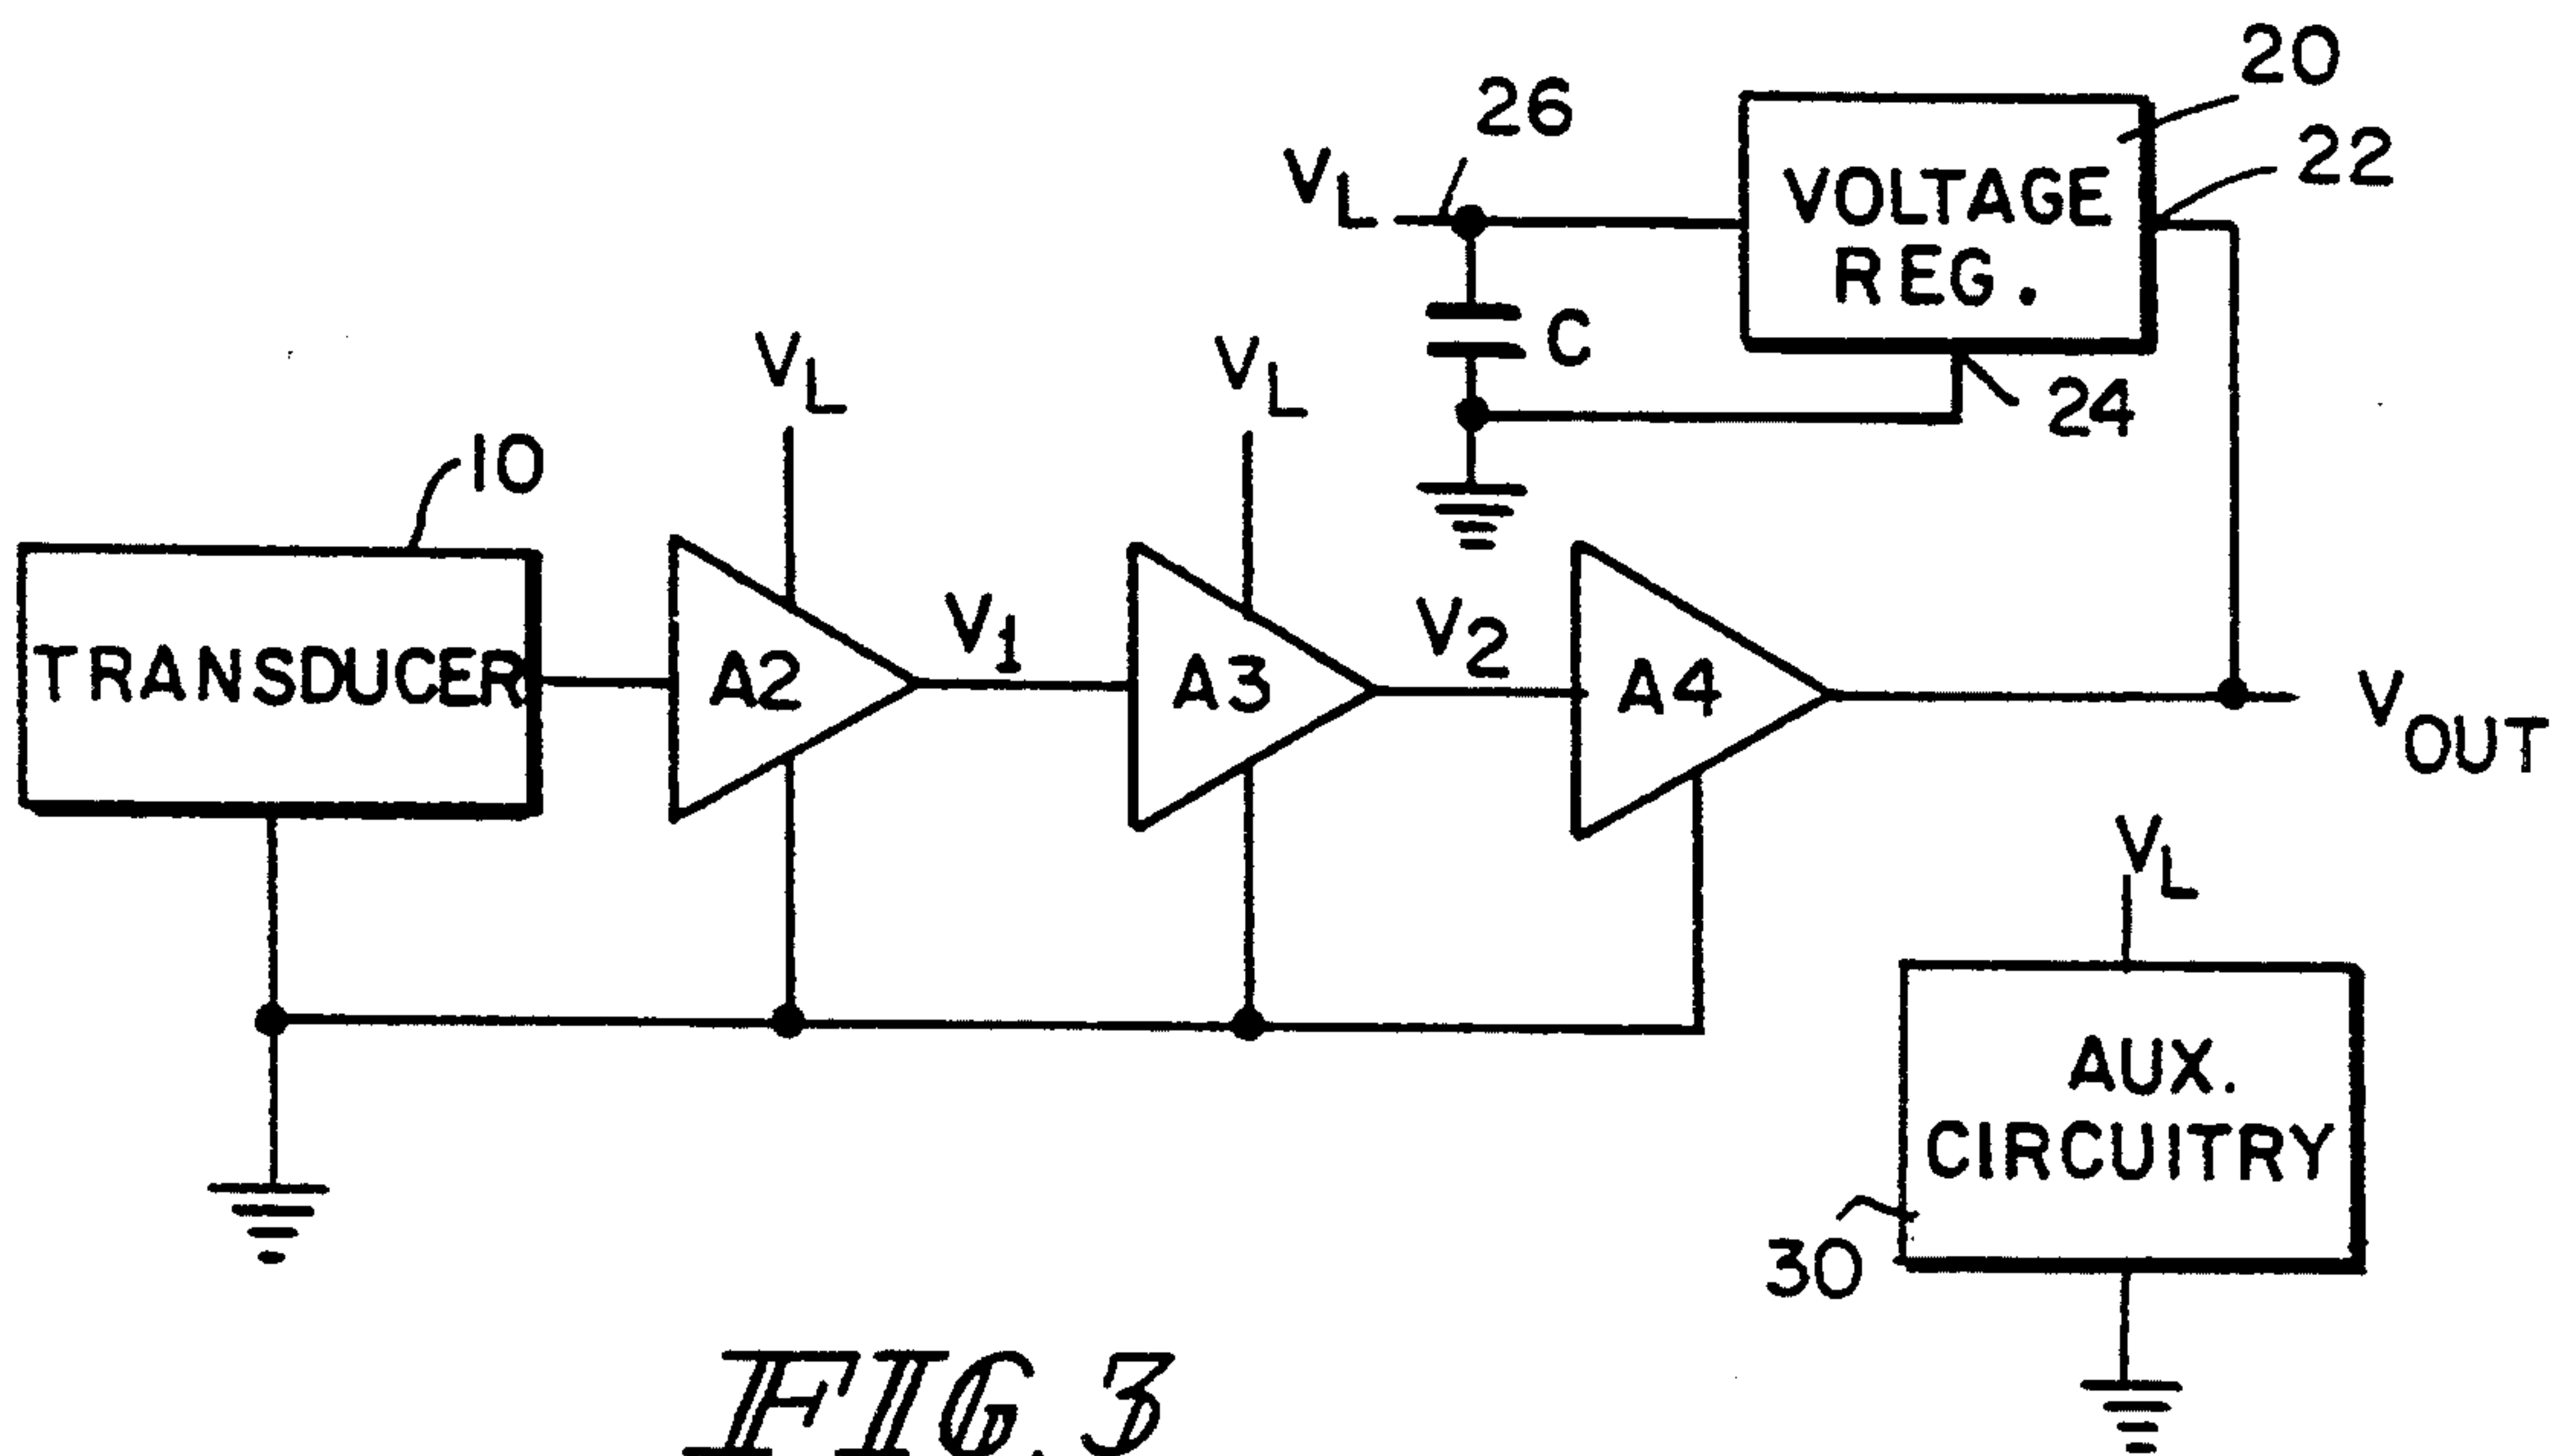 20
26
22
VL
VOLTAGE
REG.
C
24
VL
VL
10
TRANSDUCER
A2
V1
A3
V2
A4
VOUT
VL
AUX.
CIRCUITRY
30
FIG. 3